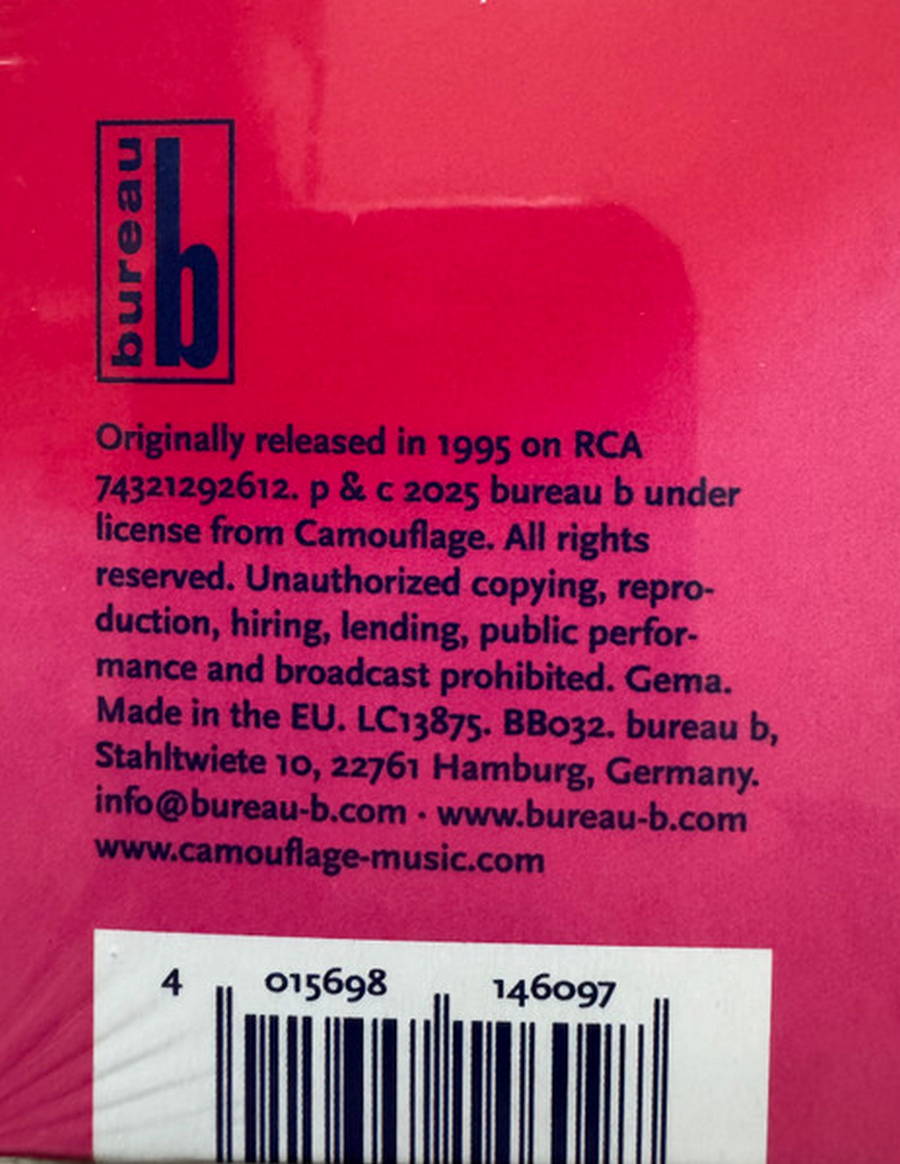 bureau b
Originally released in 1995 on RCA
74321292612. p & c 2025 bureau b under
license from Camouflage. All rights
reserved. Unauthorized copying, repro-
duction, hiring, lending, public perfor-
mance and broadcast prohibited. Gema.
Made in the EU. LC13875. BB032. bureau b,
Stahltwiete 10, 22761 Hamburg, Germany.
info@bureau-b.com · www.bureau-b.com
www.camouflage-music.com
4 015698 146097